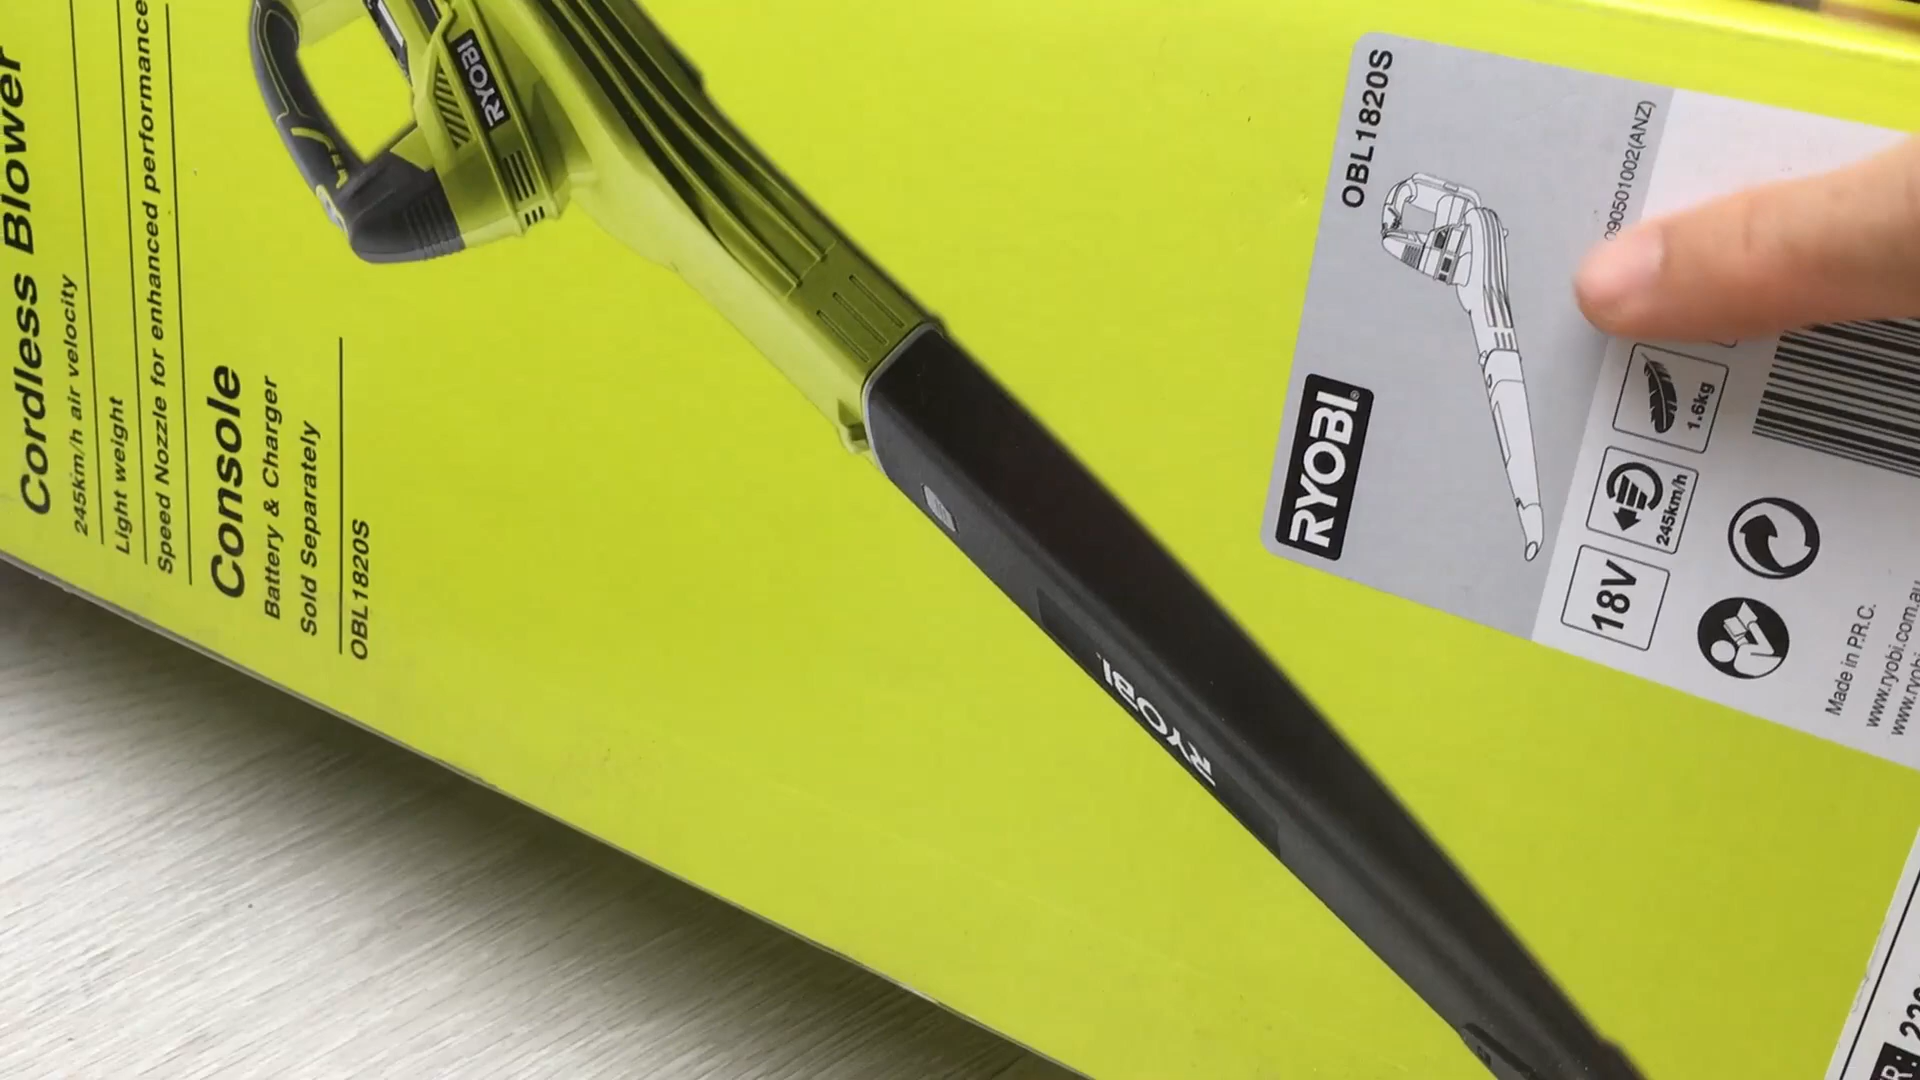 Cordless Blower
245km/h air velocity
Light weight
Speed Nozzle for enhanced performance
Console
Battery & Charger
Sold Separately
OBL1820S
RYOBI
RYOBI
OBL1820S
RYOBI
090501002(ANZ)
1.6kg
245km/h
18V
Made in P.R.C.
www.ryobi.com.au